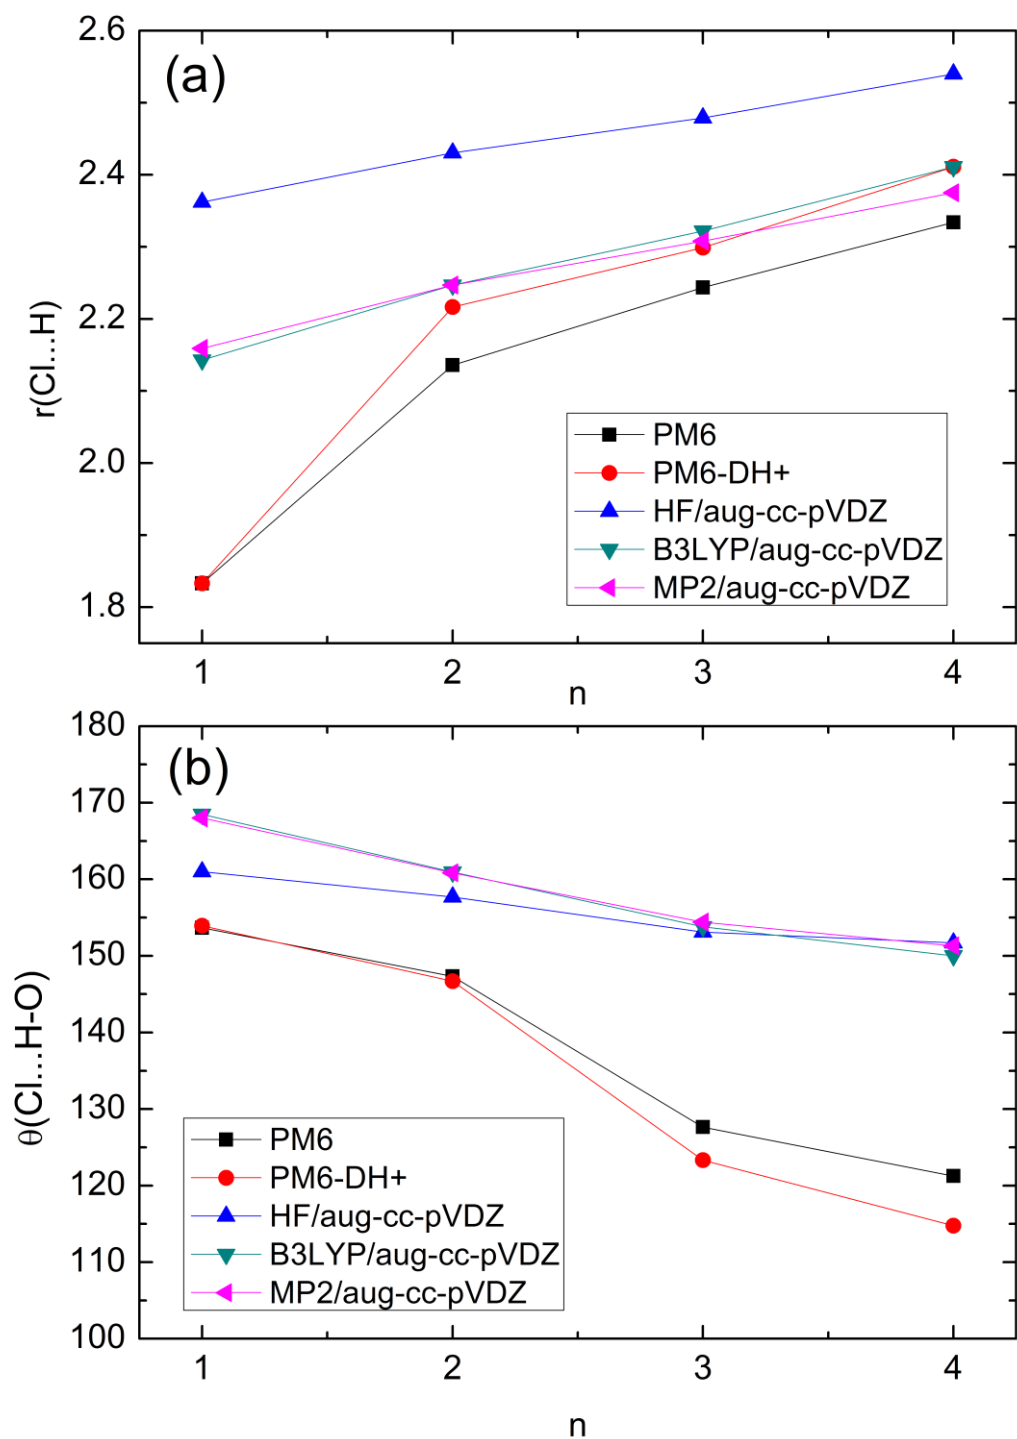 (a)
2.6
2.4
2.2
2.0
1.8
r(Cl...H)
PM6
PM6-DH+
HF/aug-cc-pVDZ
B3LYP/aug-cc-pVDZ
MP2/aug-cc-pVDZ
1 2 3 4
n
(b)
180
170
160
150
140
130
120
110
100
θ(Cl...H-O)
PM6
PM6-DH+
HF/aug-cc-pVDZ
B3LYP/aug-cc-pVDZ
MP2/aug-cc-pVDZ
1 2 3 4
n